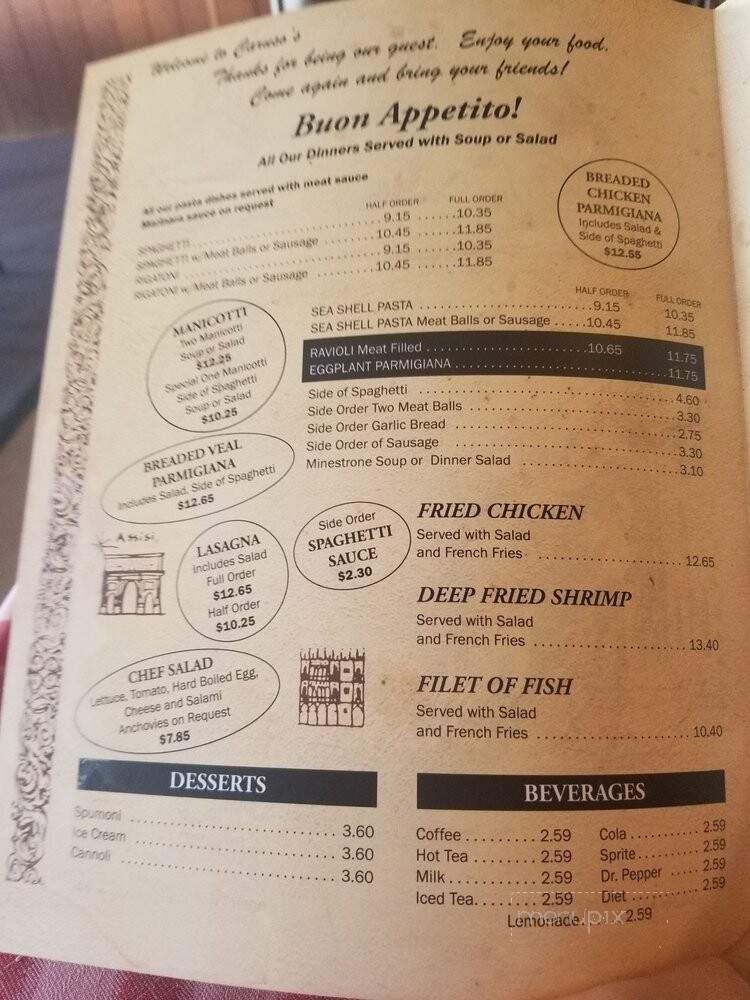 Welcome to Caruso's
Thanks for being our guest. Enjoy your food.
Come again and bring your friends!
Buon Appetito!
All Our Dinners Served with Soup or Salad
All our pasta dishes served with meat sauce
Marinara sauce on request
HALF ORDER FULL ORDER
SPAGHETTI 9.15 10.35
SPAGHETTI w/Meat Balls or Sausage 10.45 11.85
RIGATONI 9.15 10.35
RIGATONI w/Meat Balls or Sausage 10.45 11.85
BREADED
CHICKEN
PARMIGIANA
Includes Salad &
Side of Spaghetti
$12.55
HALF ORDER FULL ORDER
SEA SHELL PASTA 9.15 10.35
SEA SHELL PASTA Meat Balls or Sausage 10.45 11.85
RAVIOLI Meat Filled 10.65 11.75
EGGPLANT PARMIGIANA 11.75
Side of Spaghetti 4.60
Side Order Two Meat Balls 3.30
Side Order Garlic Bread 2.75
Side Order of Sausage 3.30
Minestrone Soup or Dinner Salad 3.10
MANICOTTI
Two Manicotti
Soup or Salad
$12.25
Special One Manicotti
Side of Spaghetti
Soup or Salad
$10.25
BREADED VEAL
PARMIGIANA
Includes Salad, Side of Spaghetti
$12.65
Assisi
LASAGNA
Includes Salad
Full Order
$12.65
Half Order
$10.25
Side Order
SPAGHETTI
SAUCE
$2.30
FRIED CHICKEN
Served with Salad
and French Fries 12.65
DEEP FRIED SHRIMP
Served with Salad
and French Fries 13.40
FILET OF FISH
Served with Salad
and French Fries 10.40
CHEF SALAD
Lettuce, Tomato, Hard Boiled Egg,
Cheese and Salami
Anchovies on Request
$7.85
DESSERTS
Spumoni 3.60
Ice Cream 3.60
Cannoli 3.60
BEVERAGES
Coffee 2.59 Cola 2.59
Hot Tea 2.59 Sprite 2.59
Milk 2.59 Dr. Pepper 2.59
Iced Tea 2.59 Diet 2.59
Lemonade 2.59
menupix